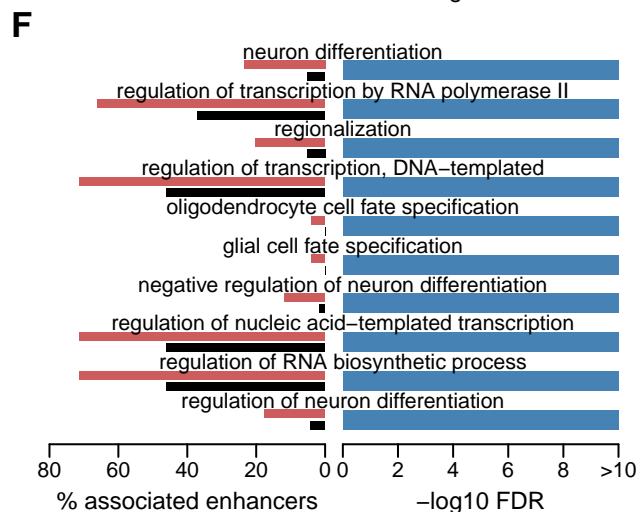 F
neuron differentiation
regulation of transcription by RNA polymerase II
regionalization
regulation of transcription, DNA−templated
oligodendrocyte cell fate specification
glial cell fate specification
negative regulation of neuron differentiation
regulation of nucleic acid−templated transcription
regulation of RNA biosynthetic process
regulation of neuron differentiation
80 60 40 20 0 0 2 4 6 8 >10
% associated enhancers −log10 FDR